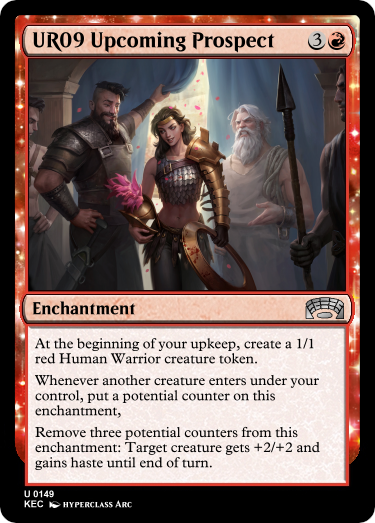 UR09 Upcoming Prospect 3
Enchantment
At the beginning of your upkeep, create a 1/1
red Human Warrior creature token.
Whenever another creature enters under your
control, put a potential counter on this
enchantment,
Remove three potential counters from this
enchantment: Target creature gets +2/+2 and
gains haste until end of turn.
U 0149
KEC HYPERCLASS ARC